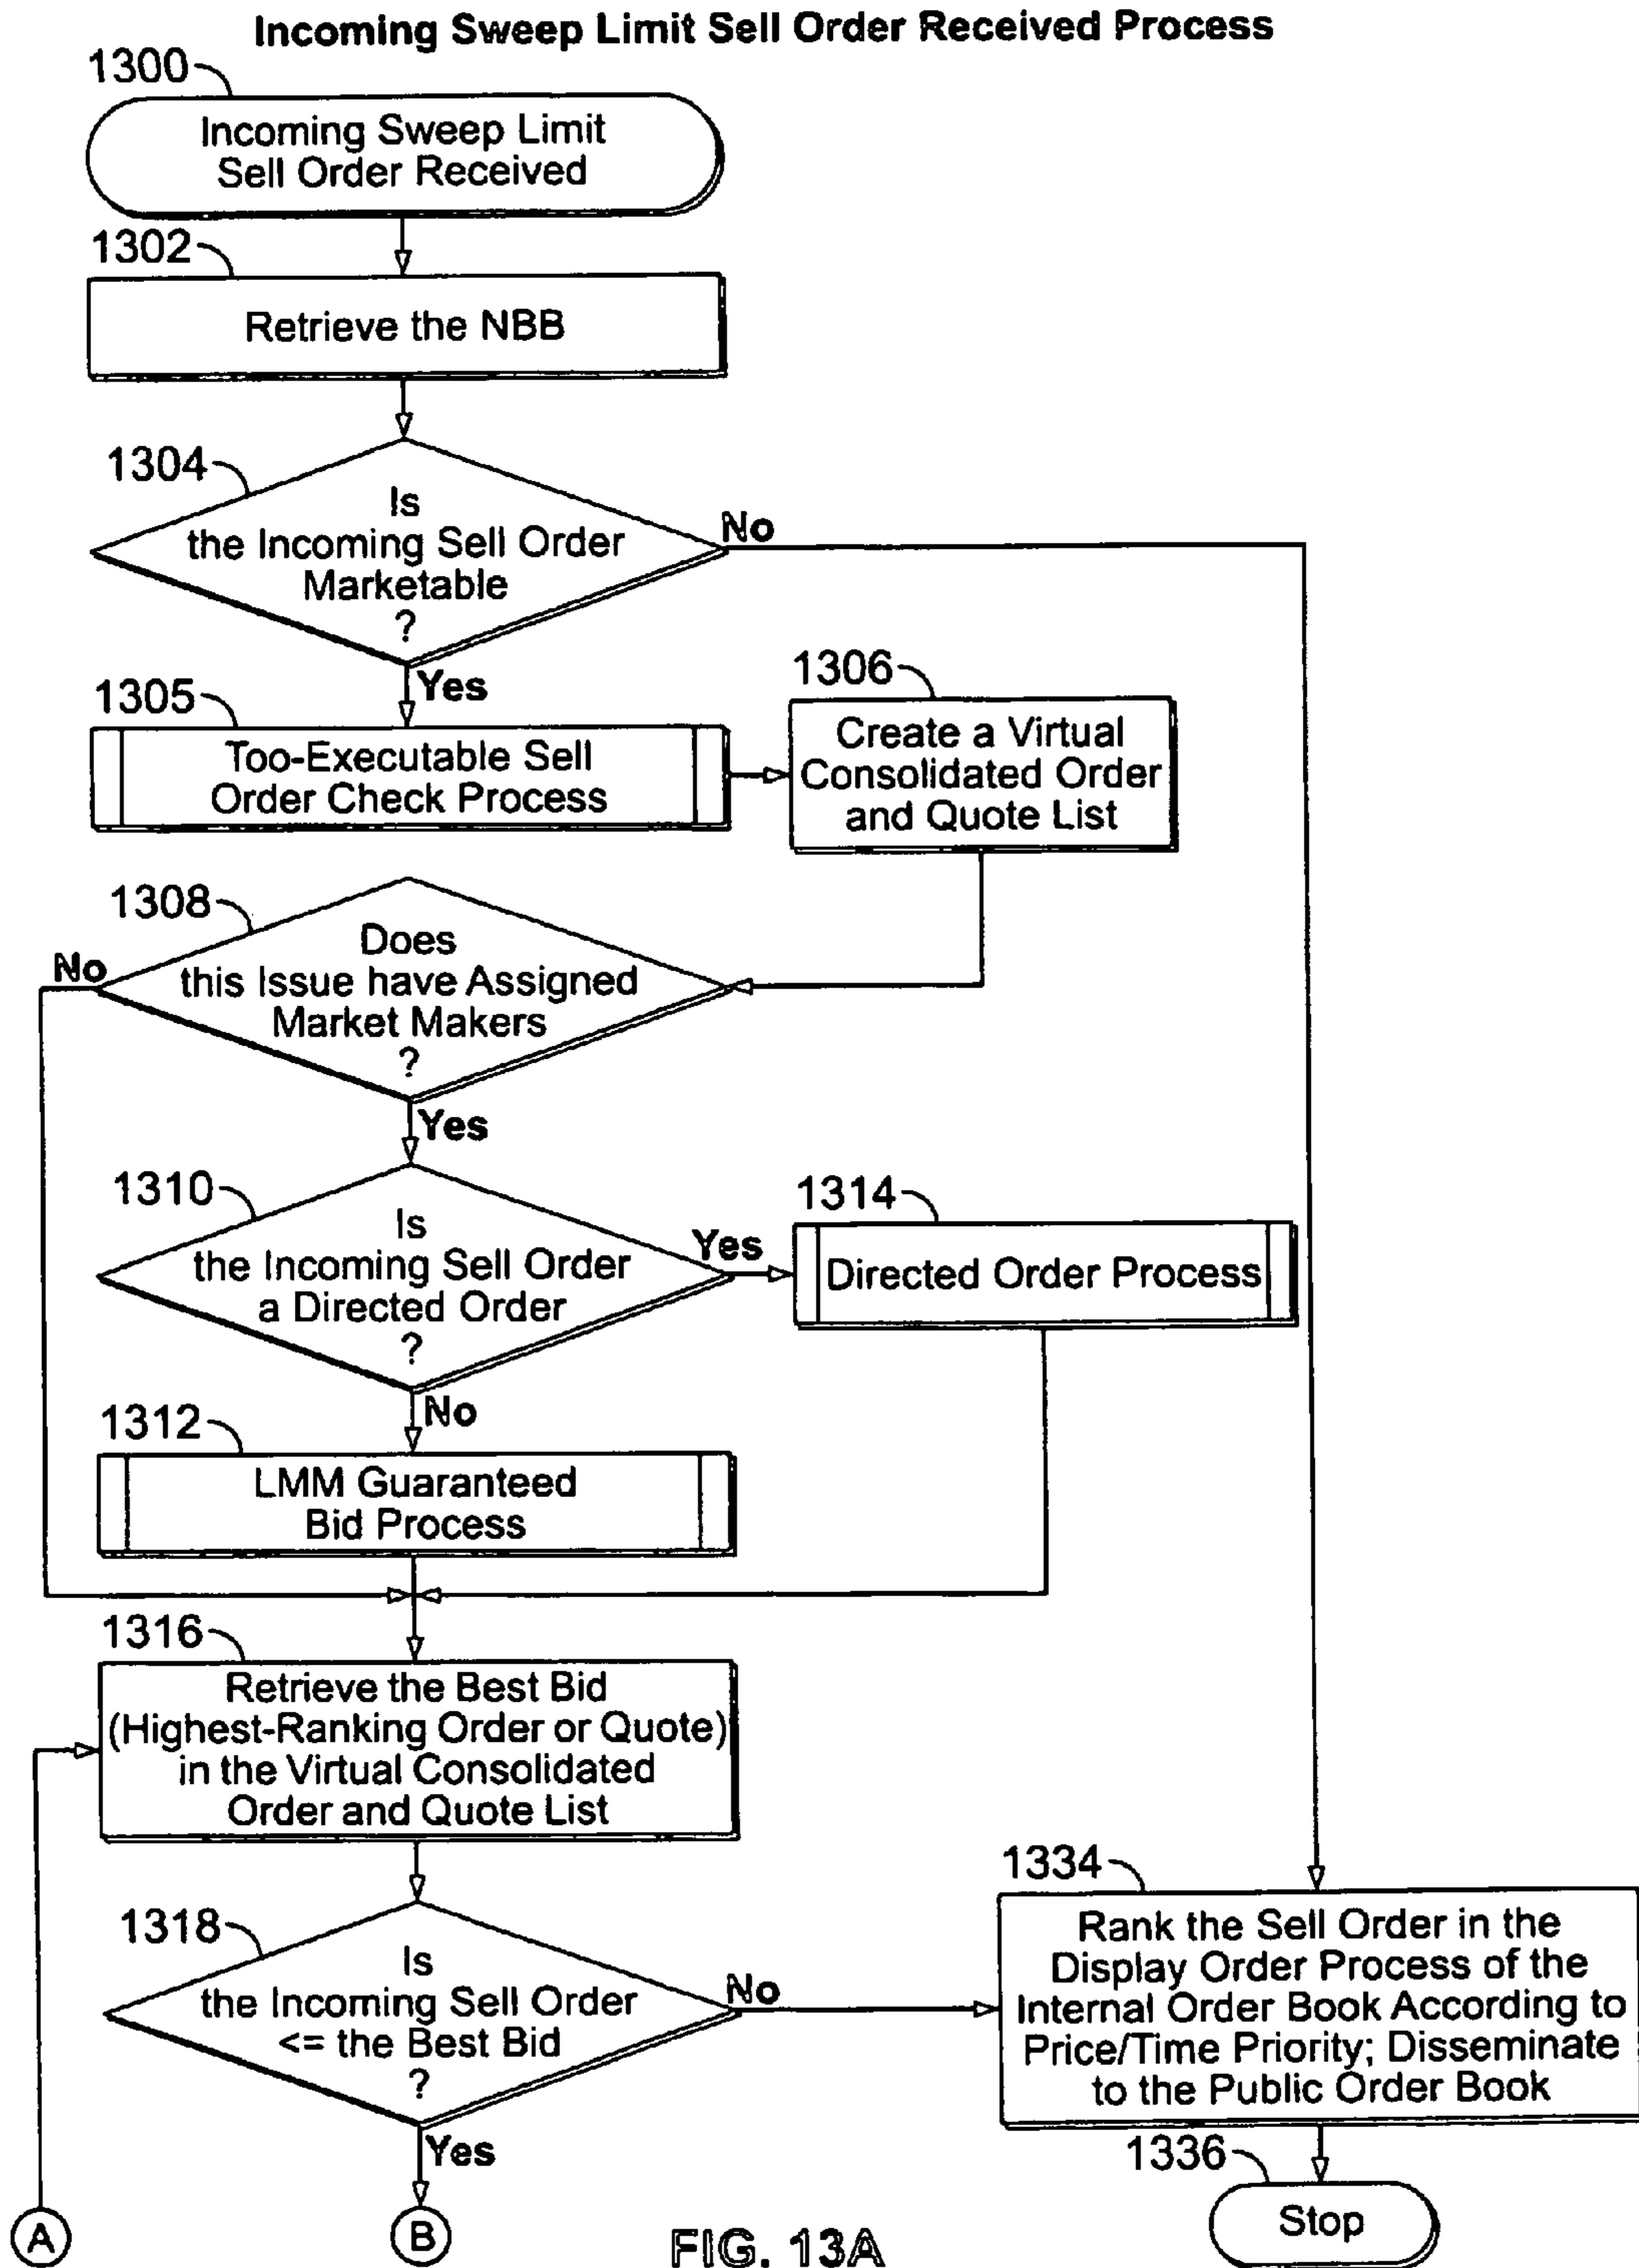 Incoming Sweep Limit Sell Order Received Process
1300
Incoming Sweep Limit
Sell Order Received
1302
Retrieve the NBB
1304
Is
the Incoming Sell Order
Marketable
?
No
Yes
1305
Too-Executable Sell
Order Check Process
1306
Create a Virtual
Consolidated Order
and Quote List
1308
Does
this Issue have Assigned
Market Makers
?
No
Yes
1310
Is
the Incoming Sell Order
a Directed Order
?
Yes
1314
Directed Order Process
No
1312
LMM Guaranteed
Bid Process
1316
Retrieve the Best Bid
(Highest-Ranking Order or Quote)
in the Virtual Consolidated
Order and Quote List
1318
Is
the Incoming Sell Order
<= the Best Bid
?
No
Yes
1334
Rank the Sell Order in the
Display Order Process of the
Internal Order Book According to
Price/Time Priority; Disseminate
to the Public Order Book
1336
Stop
A
B
FIG. 13A